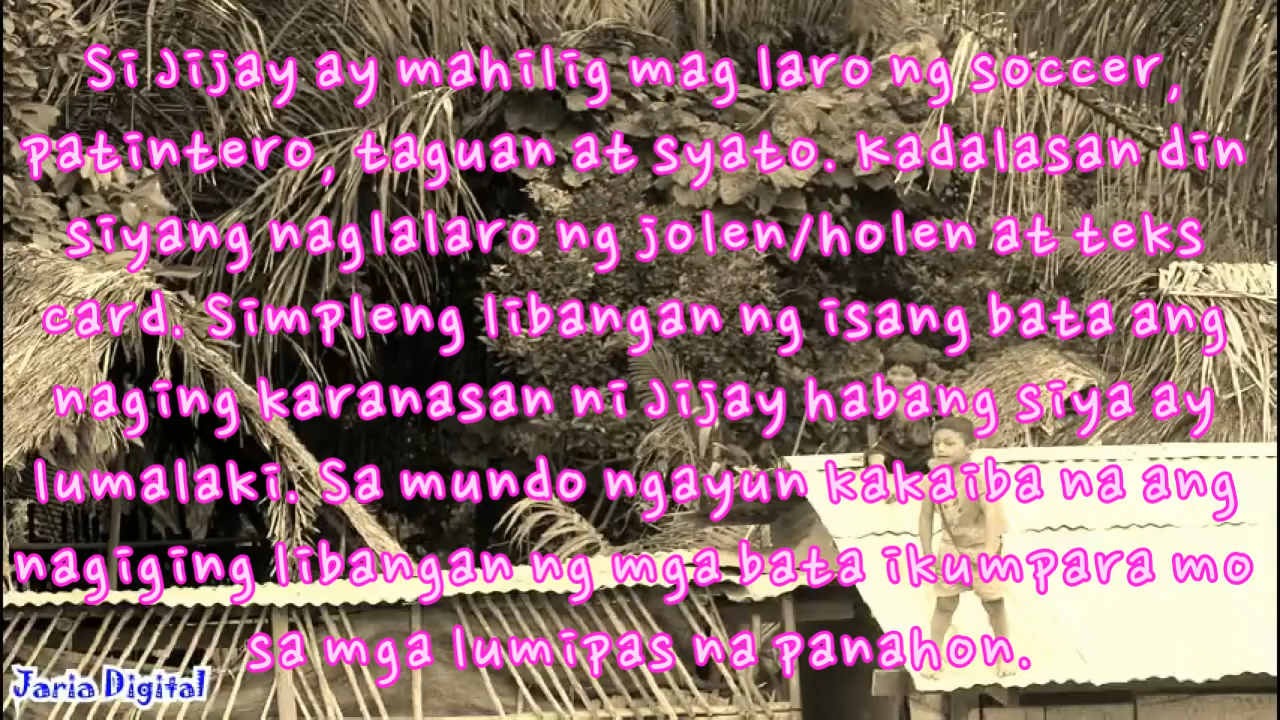 Si Jijay ay mahilig mag laro ng soccer,
patintero, taguan at syato. Kadalasan din
siyang naglalaro ng jolen/holen at teks
card. Simpleng libangan ng isang bata ang
naging karanasan ni Jijay habang siya ay
lumalaki. Sa mundo ngayun kakaiba na ang
nagiging libangan ng mga bata ikumpara mo
sa mga lumipas na panahon.
Jaria Digital